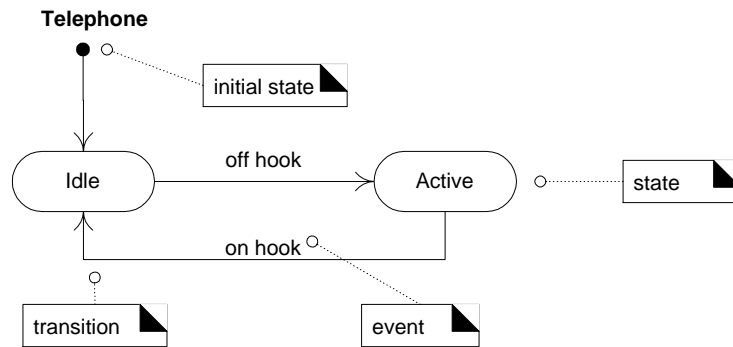 Telephone
initial state
off hook
Idle
Active
state
on hook
transition
event